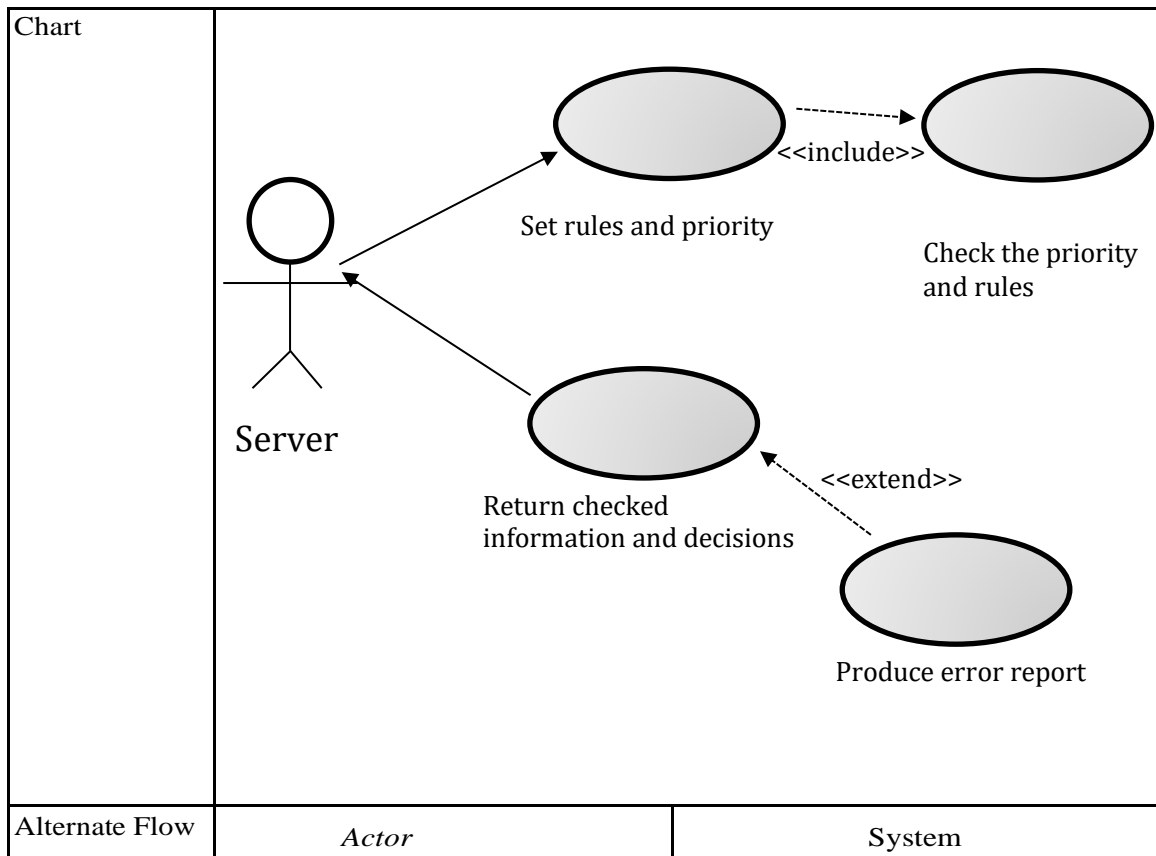 Chart
<<include>>
Set rules and priority
Check the priority
and rules
Server
<<extend>>
Return checked
information and decisions
Produce error report
Alternate Flow
Actor
System